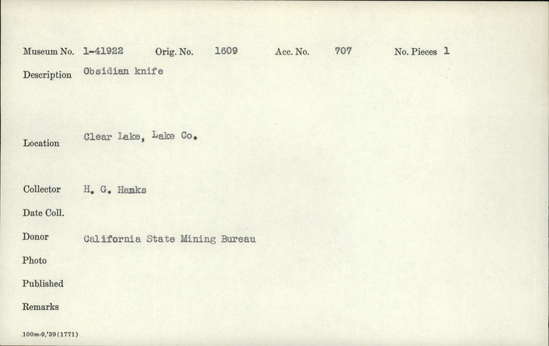 Museum No. 1-41922 Orig. No. 1609 Acc. No. 707 No. Pieces 1
Description Obsidian knife
Location Clear Lake, Lake Co.
Collector H. G. Hanks
Date Coll.
Donor California State Mining Bureau
Photo
Published
Remarks
100m-9,'39(1771)